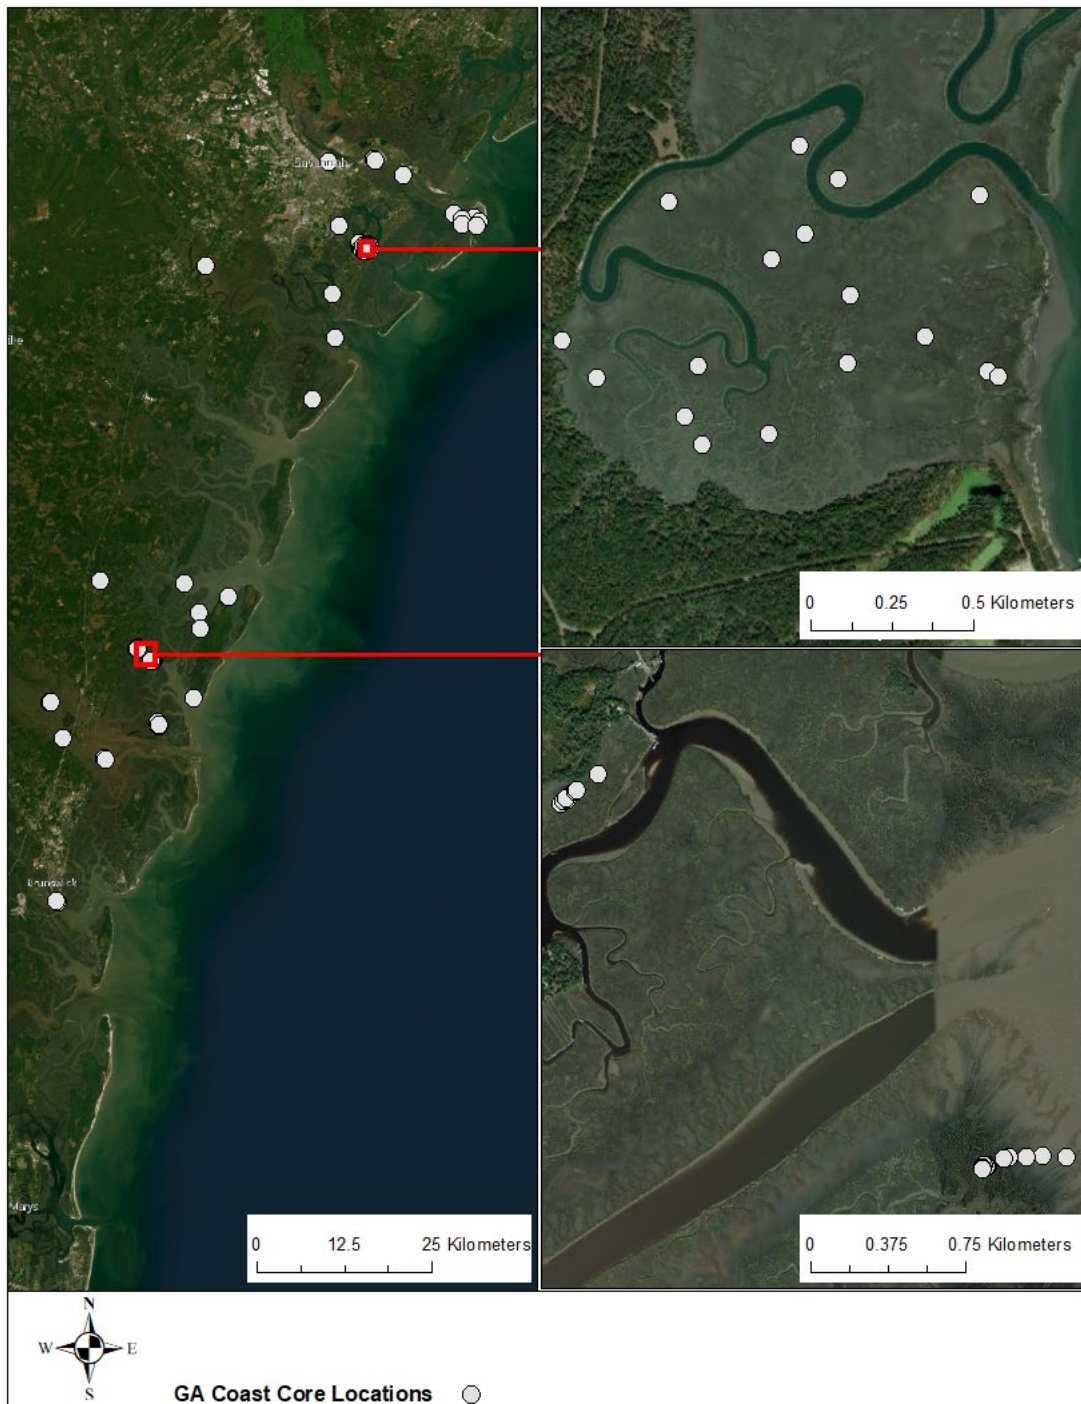 Savannah
ille
Brunswick
Marys
0 12.5 25 Kilometers
0 0.25 0.5 Kilometers
0 0.375 0.75 Kilometers
N
W E
S
GA Coast Core Locations